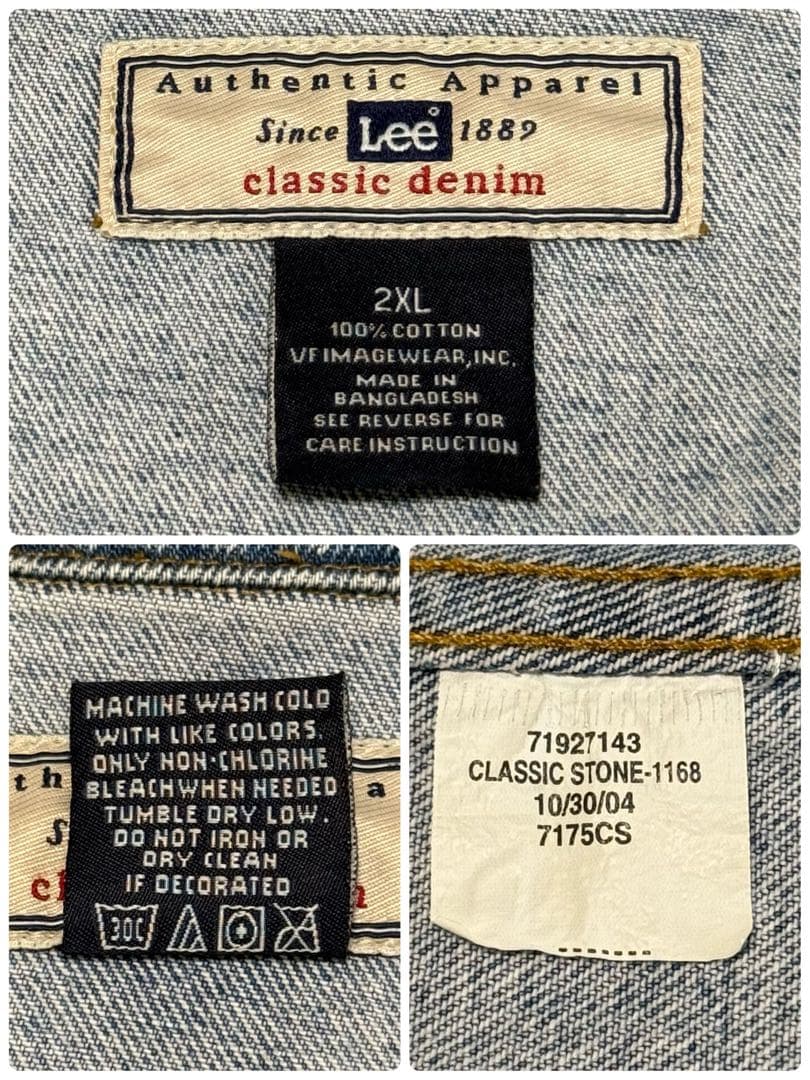 Authentic Apparel
Since Lee® 1889
classic denim
2XL
100% COTTON
VF IMAGEWEAR, INC.
MADE IN
BANGLADESH
SEE REVERSE FOR
CARE INSTRUCTION
MACHINE WASH COLD
WITH LIKE COLORS.
ONLY NON-CHLORINE
BLEACH WHEN NEEDED
TUMBLE DRY LOW.
DO NOT IRON OR
DRY CLEAN
IF DECORATED
30C
th
a
S
cl
71927143
CLASSIC STONE-1168
10/30/04
7175CS